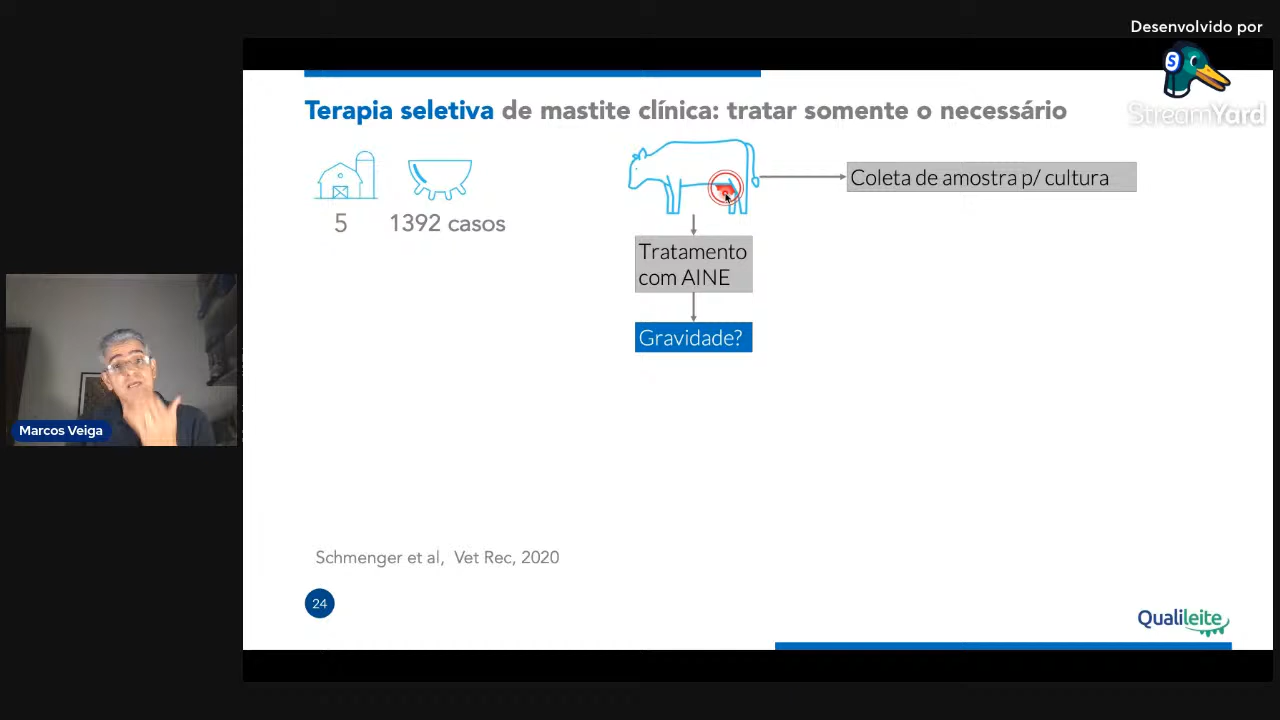 Desenvolvido por
S
StreamYard
Terapia seletiva de mastite clínica: tratar somente o necessário
5
1392 casos
Coleta de amostra p/ cultura
Tratamento
com AINE
Gravidade?
Marcos Veiga
Schmenger et al, Vet Rec, 2020
24
Qualileite